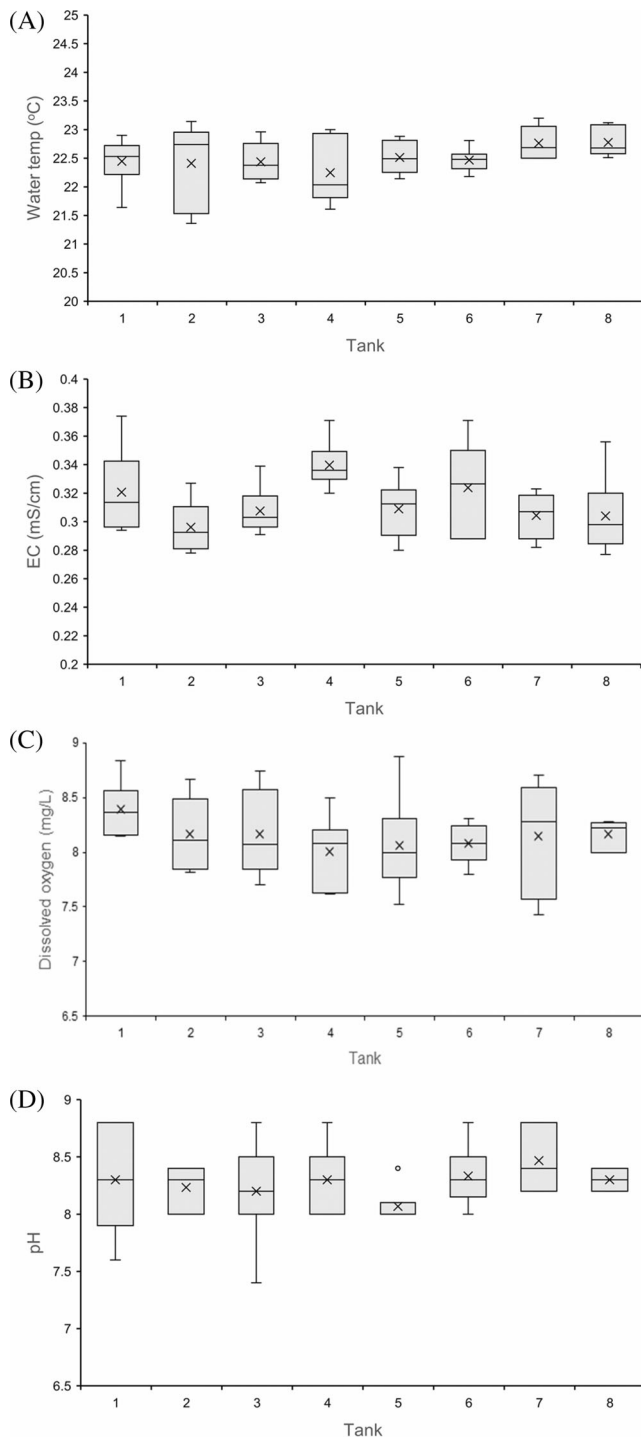 (A)
25
24.5
24
23.5
23
22.5
22
21.5
21
20.5
20
Water temp (ºC)
1 2 3 4 5 6 7 8
Tank
(B)
0.4
0.38
0.36
0.34
0.32
0.3
0.28
0.26
0.24
0.22
0.2
EC (mS/cm)
1 2 3 4 5 6 7 8
Tank
(C)
9
8.5
8
7.5
7
6.5
Dissolved oxygen (mg/L)
1 2 3 4 5 6 7 8
Tank
(D)
9
8.5
8
7.5
7
6.5
pH
1 2 3 4 5 6 7 8
Tank